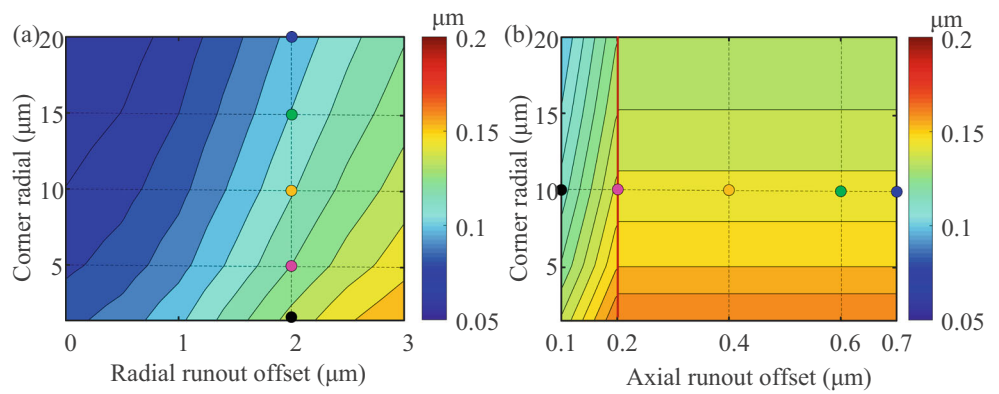 (a)
μm
20
15
10
5
Corner radial (μm)
0 1 2 3
Radial runout offset (μm)
0.2
0.15
0.1
0.05
(b)
μm
20
15
10
5
Corner radial (μm)
0.1 0.2 0.4 0.6 0.7
Axial runout offset (μm)
0.2
0.15
0.1
0.05